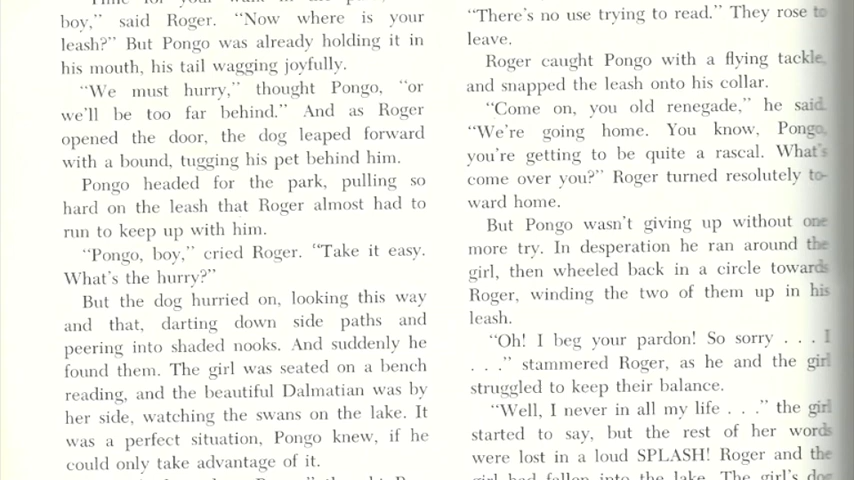 boy," said Roger. "Now where is your
leash?" But Pongo was already holding it in
his mouth, his tail wagging joyfully.
"We must hurry," thought Pongo, "or
we'll be too far behind." And as Roger
opened the door, the dog leaped forward
with a bound, tugging his pet behind him.
Pongo headed for the park, pulling so
hard on the leash that Roger almost had to
run to keep up with him.
"Pongo, boy," cried Roger. "Take it easy.
What's the hurry?"
But the dog hurried on, looking this way
and that, darting down side paths and
peering into shaded nooks. And suddenly he
found them. The girl was seated on a bench
reading, and the beautiful Dalmatian was by
her side, watching the swans on the lake. It
was a perfect situation, Pongo knew, if he
could only take advantage of it.
"There's no use trying to read." They rose to
leave.
Roger caught Pongo with a flying tackle,
and snapped the leash onto his collar.
"Come on, you old renegade," he said.
"We're going home. You know, Pongo,
you're getting to be quite a rascal. What's
come over you?" Roger turned resolutely to-
ward home.
But Pongo wasn't giving up without one
more try. In desperation he ran around the
girl, then wheeled back in a circle towards
Roger, winding the two of them up in his
leash.
"Oh! I beg your pardon! So sorry . . . I
. . ." stammered Roger, as he and the girl
struggled to keep their balance.
"Well, I never in all my life . . ." the girl
started to say, but the rest of her words
were lost in a loud SPLASH! Roger and the
girl had fallen into the lake. The girl's dog